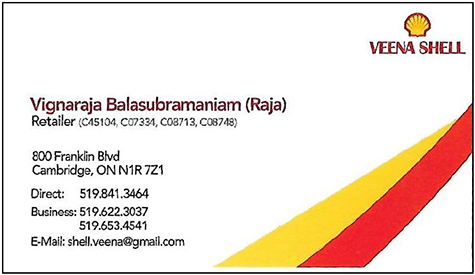 VEENA SHELL
Vignaraja Balasubramaniam (Raja)
Retailer (C45104, C07334, C08713, C08748)
800 Franklin Blvd
Cambridge, ON N1R 7Z1
Direct: 519.841.3464
Business: 519.622.3037
519.653.4541
E-Mail: shell.veena@gmail.com